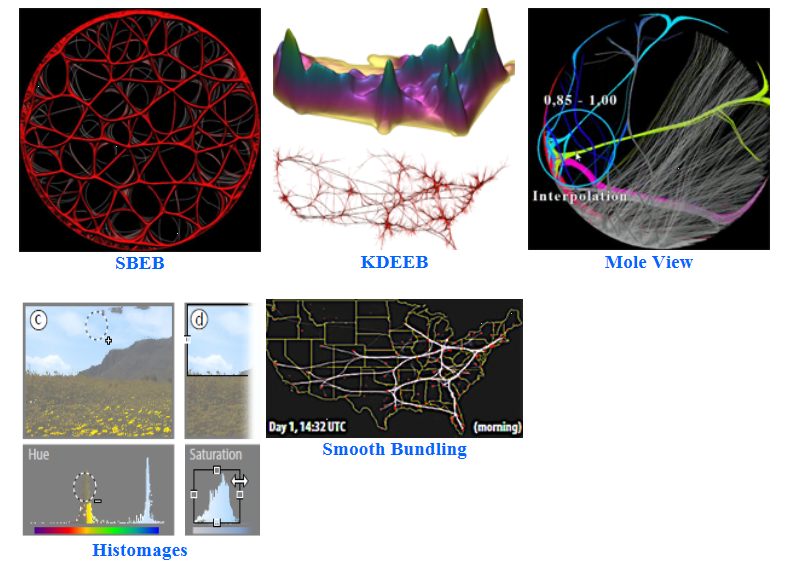 0,85 - 1.00
Interpolation
SBEB
KDEEB
Mole View
c
d
Day 1, 14:32 UTC
(morning)
Smooth Bundling
Hue
Saturation
Histomages